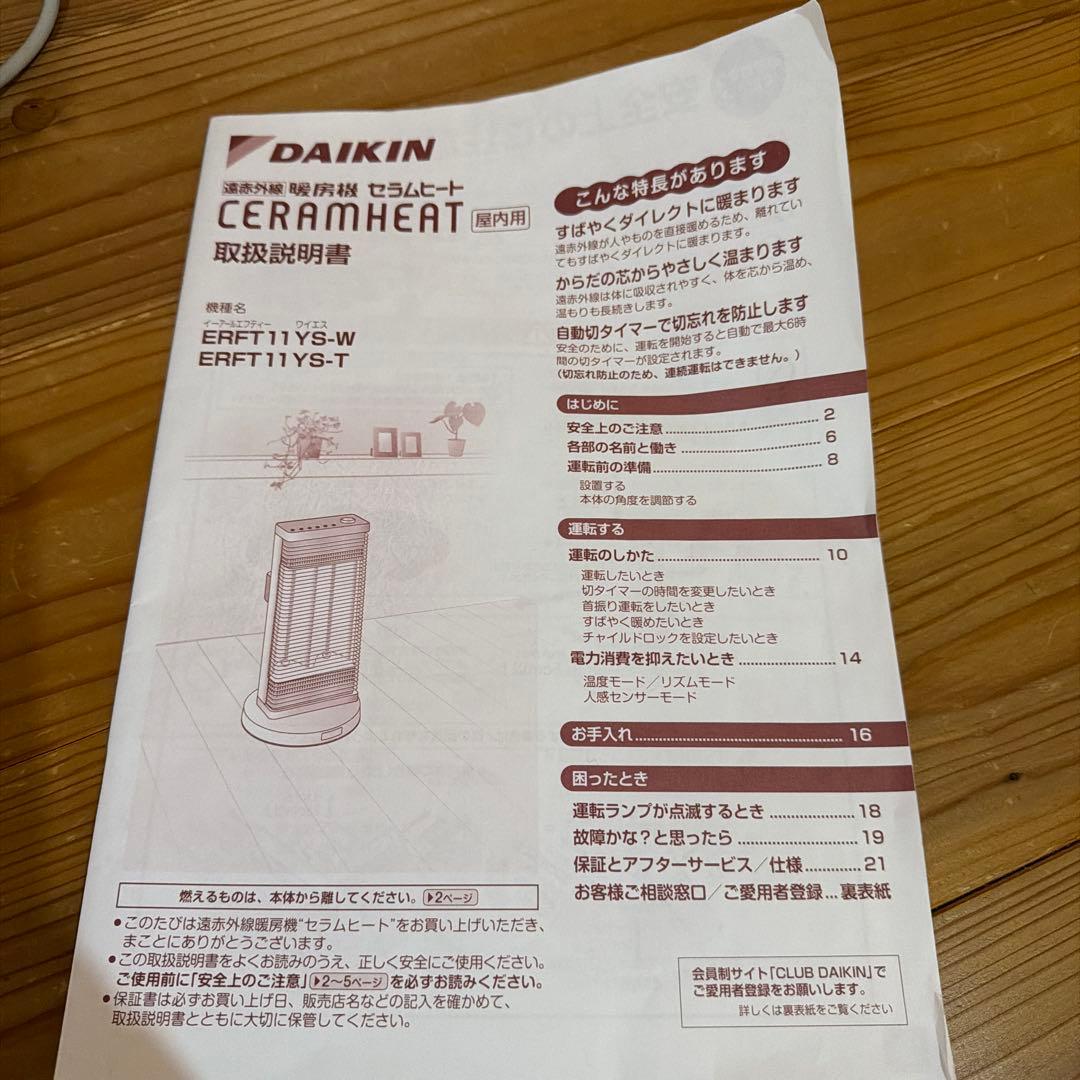 DAIKIN
遠赤外線 暖房機 セラムヒート
CERAMHEAT 屋内用
取扱説明書
機種名
イーアールエフティー ワイエス
ERFT11YS-W
ERFT11YS-T
燃えるものは、本体から離してください。 ▶2ページ
●このたびは遠赤外線暖房機“セラムヒート”をお買い上げいただき、
まことにありがとうございます。
●この取扱説明書をよくお読みのうえ、正しく安全にご使用ください。
ご使用前に「安全上のご注意」 ▶2〜5ページ を必ずお読みください。
●保証書は必ずお買い上げ日、販売店名などの記入を確かめて、
取扱説明書とともに大切に保管してください。
こんな特長があります
すばやくダイレクトに暖まります
遠赤外線が人やものを直接暖めるため、離れてい
てもすばやくダイレクトに暖まります。
からだの芯からやさしく温まります
遠赤外線は体に吸収されやすく、体を芯から温め、
温もりも長続きします。
自動切タイマーで切忘れを防止します
安全のために、運転を開始すると自動で最大6時
間の切タイマーが設定されます。
(切忘れ防止のため、連続運転はできません。)
はじめに
安全上のご注意 2
各部の名前と働き 6
運転前の準備 8
設置する
本体の角度を調節する
運転する
運転のしかた 10
運転したいとき
切タイマーの時間を変更したいとき
首振り運転をしたいとき
すばやく暖めたいとき
チャイルドロックを設定したいとき
電力消費を抑えたいとき 14
温度モード／リズムモード
人感センサーモード
お手入れ 16
困ったとき
運転ランプが点滅するとき 18
故障かな？と思ったら 19
保証とアフターサービス／仕様 21
お客様ご相談窓口／ご愛用者登録…裏表紙
会員制サイト「CLUB DAIKIN」で
ご愛用者登録をお願いします。
詳しくは裏表紙をご覧ください